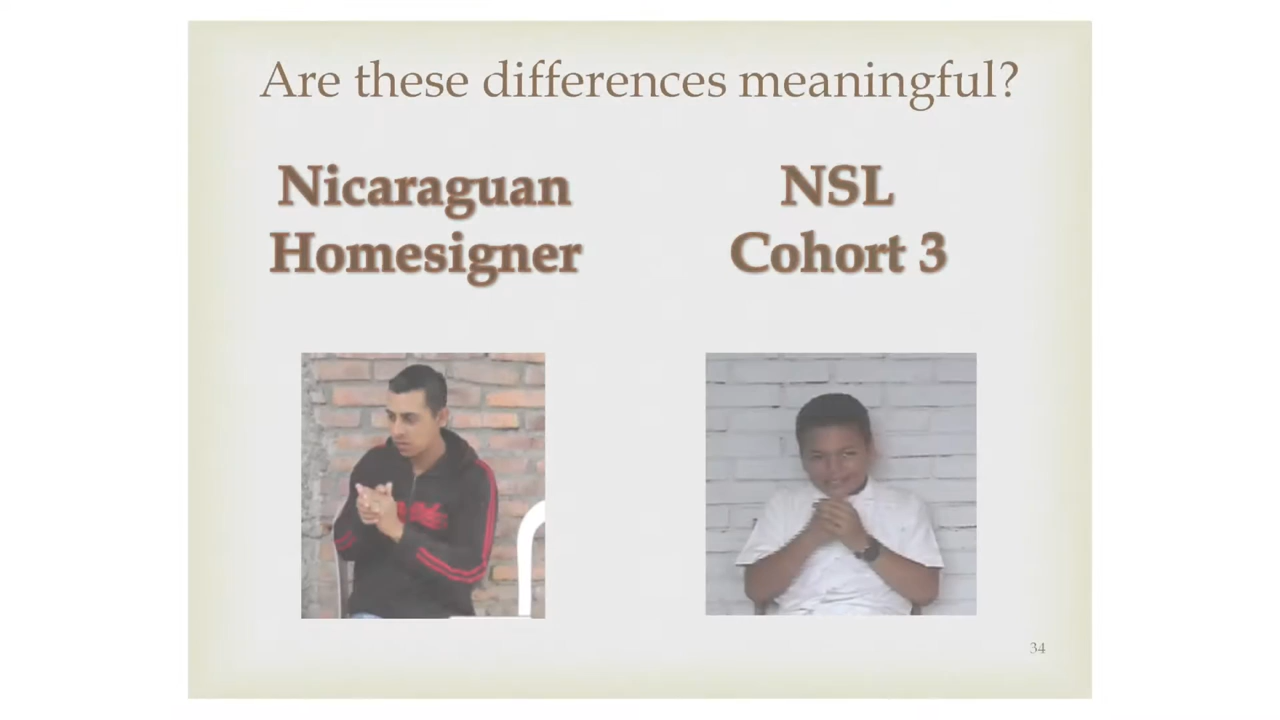 Are these differences meaningful?
Nicaraguan
Homesigner
NSL
Cohort 3
34